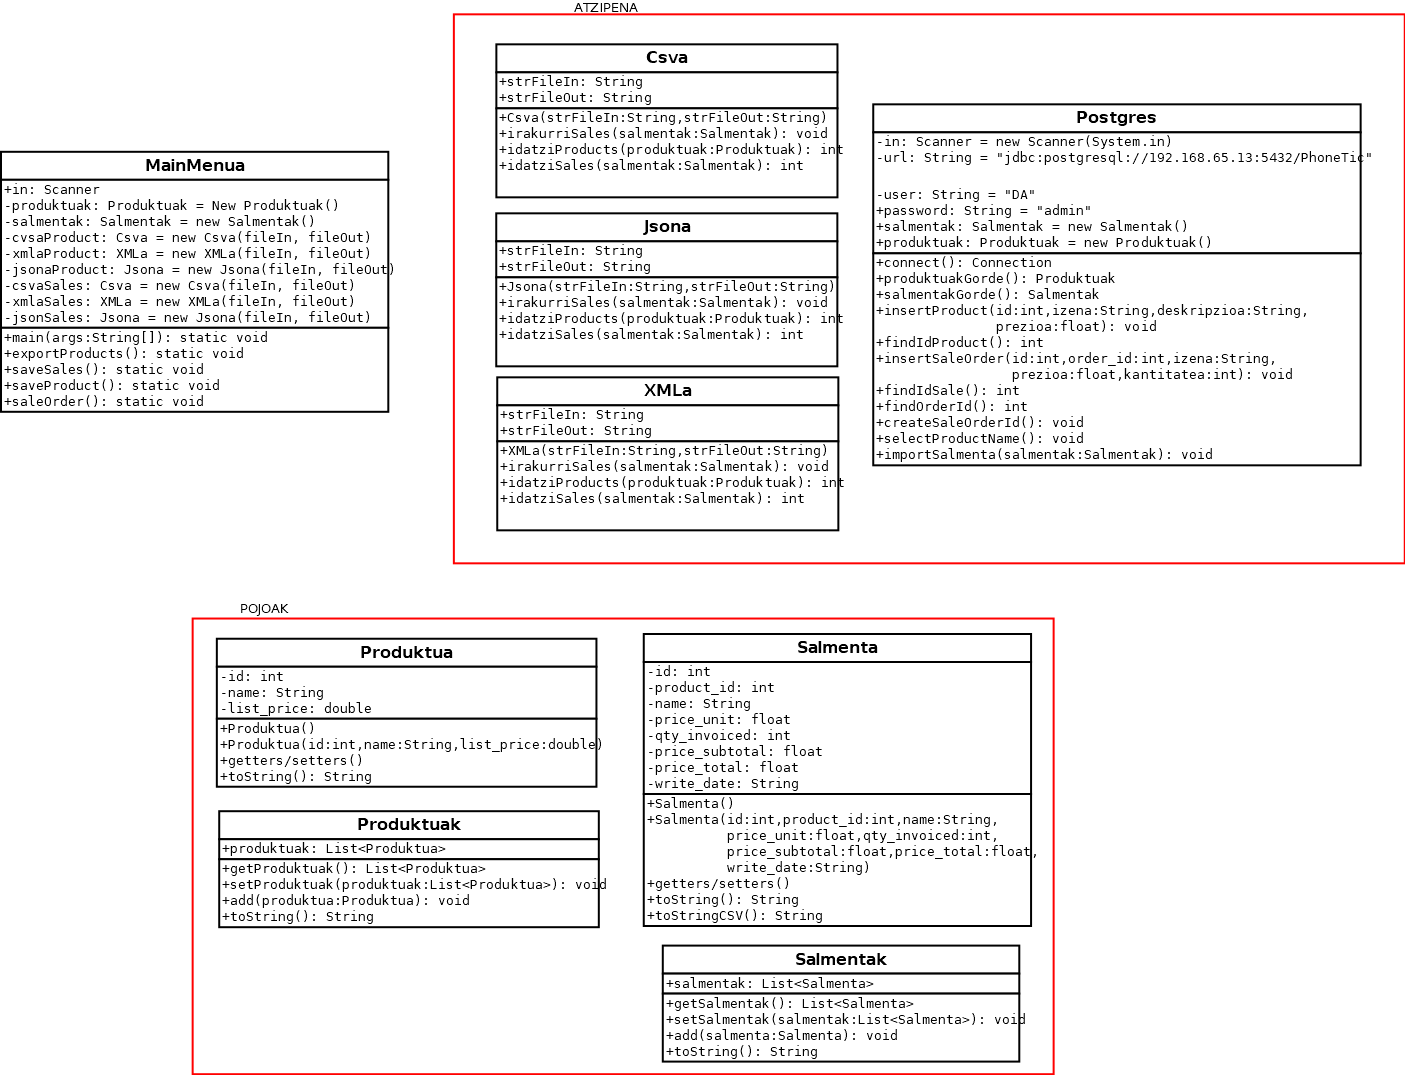 ATZIPENA
MainMenua
+in: Scanner
-produktuak: Produktuak = New Produktuak()
-salmentak: Salmentak = new Salmentak()
-cvsaProduct: Csva = new Csva(fileIn, fileOut)
-xmlaProduct: XMLa = new XMLa(fileIn, fileOut)
-jsonaProduct: Jsona = new Jsona(fileIn, fileOut)
-csvaSales: Csva = new Csva(fileIn, fileOut)
-xmlaSales: XMLa = new XMLa(fileIn, fileOut)
-jsonSales: Jsona = new Jsona(fileIn, fileOut)
+main(args:String[]): static void
+exportProducts(): static void
+saveSales(): static void
+saveProduct(): static void
+saleOrder(): static void
Csva
+strFileIn: String
+strFileOut: String
+Csva(strFileIn:String,strFileOut:String)
+irakurriSales(salmentak:Salmentak): void
+idatziProducts(produktuak:Produktuak): int
+idatziSales(salmentak:Salmentak): int
Jsona
+strFileIn: String
+strFileOut: String
+Jsona(strFileIn:String,strFileOut:String)
+irakurriSales(salmentak:Salmentak): void
+idatziProducts(produktuak:Produktuak): int
+idatziSales(salmentak:Salmentak): int
XMLa
+strFileIn: String
+strFileOut: String
+XMLa(strFileIn:String,strFileOut:String)
+irakurriSales(salmentak:Salmentak): void
+idatziProducts(produktuak:Produktuak): int
+idatziSales(salmentak:Salmentak): int
Postgres
-in: Scanner = new Scanner(System.in)
-url: String = "jdbc:postgresql://192.168.65.13:5432/PhoneTic"
-user: String = "DA"
+password: String = "admin"
+salmentak: Salmentak = new Salmentak()
+produktuak: Produktuak = new Produktuak()
+connect(): Connection
+produktuakGorde(): Produktuak
+salmentakGorde(): Salmentak
+insertProduct(id:int,izena:String,deskripzioa:String,
prezioa:float): void
+findIdProduct(): int
+insertSaleOrder(id:int,order_id:int,izena:String,
prezioa:float,kantitatea:int): void
+findIdSale(): int
+findOrderId(): int
+createSaleOrderId(): void
+selectProductName(): void
+importSalmenta(salmentak:Salmentak): void
POJOAK
Produktua
-id: int
-name: String
-list_price: double
+Produktua()
+Produktua(id:int,name:String,list_price:double)
+getters/setters()
+toString(): String
Produktuak
+produktuak: List<Produktua>
+getProduktuak(): List<Produktua>
+setProduktuak(produktuak:List<Produktua>): void
+add(produktua:Produktua): void
+toString(): String
Salmenta
-id: int
-product_id: int
-name: String
-price_unit: float
-qty_invoiced: int
-price_subtotal: float
-price_total: float
-write_date: String
+Salmenta()
+Salmenta(id:int,product_id:int,name:String,
price_unit:float,qty_invoiced:int,
price_subtotal:float,price_total:float,
write_date:String)
+getters/setters()
+toString(): String
+toStringCSV(): String
Salmentak
+salmentak: List<Salmenta>
+getSalmentak(): List<Salmenta>
+setSalmentak(salmentak:List<Salmenta>): void
+add(salmenta:Salmenta): void
+toString(): String